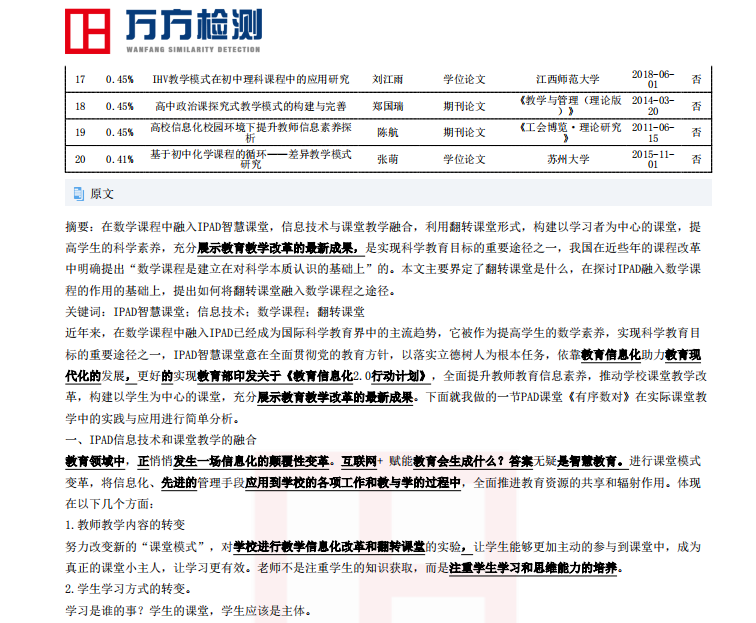 万方检测
WANFANG SIMILARITY DETECTION
17 0.45% IHV教学模式在初中理科课程中的应用研究 刘江雨 学位论文 江西师范大学 2018-06-01 否
18 0.45% 高中政治课探究式教学模式的构建与完善 郑国瑞 期刊论文 《教学与管理（理论版）》 2014-03-20 否
19 0.45% 高校信息化校园环境下提升教师信息素养探析 陈航 期刊论文 《工会博览·理论研究》 2011-06-15 否
20 0.41% 基于初中化学课程的循环——差异教学模式研究 张萌 学位论文 苏州大学 2015-11-01 否
原文
摘要：在数学课程中融入IPAD智慧课堂，信息技术与课堂教学融合，利用翻转课堂形式，构建以学习者为中心的课堂，提
高学生的科学素养，充分展示教育教学改革的最新成果，是实现科学教育目标的重要途径之一，我国在近些年的课程改革
中明确提出“数学课程是建立在对科学本质认识的基础上”的。本文主要界定了翻转课堂是什么，在探讨IPAD融入数学课
程的作用的基础上，提出如何将翻转课堂融入数学课程之途径。
关键词：IPAD智慧课堂；信息技术；数学课程；翻转课堂
近年来，在数学课程中融入IPAD已经成为国际科学教育界中的主流趋势，它被作为提高学生的数学素养，实现科学教育目
标的重要途径之一，IPAD智慧课堂意在全面贯彻党的教育方针，以落实立德树人为根本任务，依靠教育信息化助力教育现
代化的发展，更好的实现教育部印发关于《教育信息化2.0行动计划》，全面提升教师教育信息素养，推动学校课堂教学改
革，构建以学生为中心的课堂，充分展示教育教学改革的最新成果。下面就我做的一节PAD课堂《有序数对》在实际课堂教
学中的实践与应用进行简单分析。
一、IPAD信息技术和课堂教学的融合
教育领域中，正悄悄发生一场信息化的颠覆性变革。互联网+ 赋能教育会生成什么？答案无疑是智慧教育。进行课堂模式
变革，将信息化、先进的管理手段应用到学校的各项工作和教与学的过程中，全面推进教育资源的共享和辐射作用。体现
在以下几个方面：
1.教师教学内容的转变
努力改变新的“课堂模式”，对学校进行教学信息化改革和翻转课堂的实验，让学生能够更加主动的参与到课堂中，成为
真正的课堂小主人，让学习更有效。老师不是注重学生的知识获取，而是注重学生学习和思维能力的培养。
2.学生学习方式的转变。
学习是谁的事？学生的课堂，学生应该是主体。